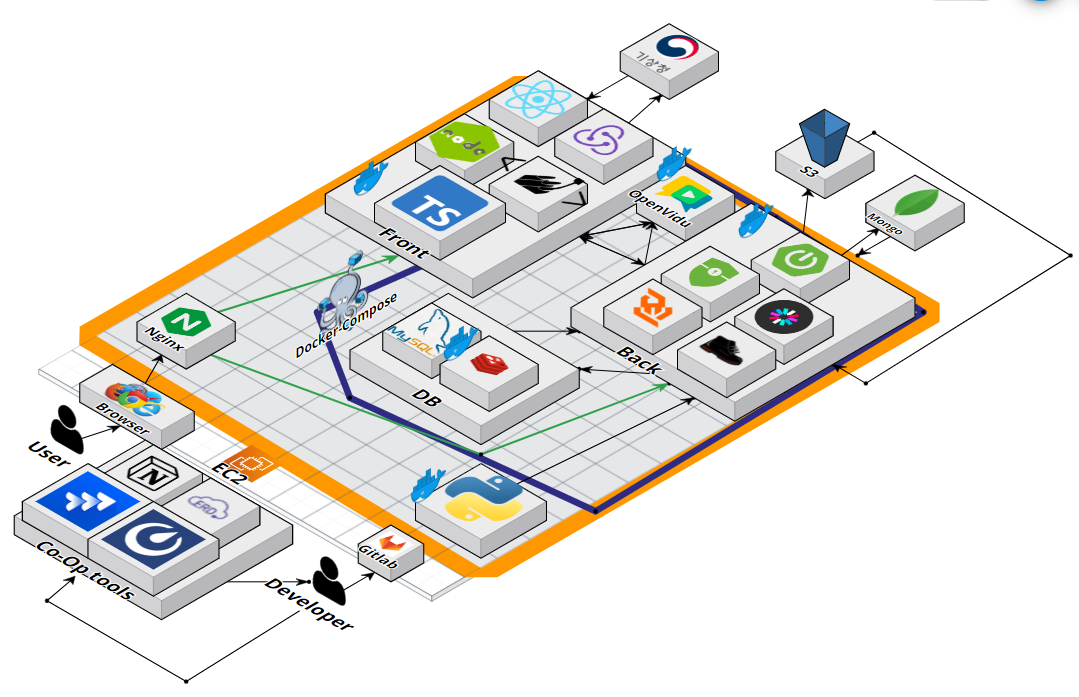 기상청
node
TS
Front
OpenVidu
S3
Mongo
Docker-Compose
Nginx
MySQL
DB
Back
Browser
User
EC2
N
ERD
Co-Op tools
Gitlab
Developer